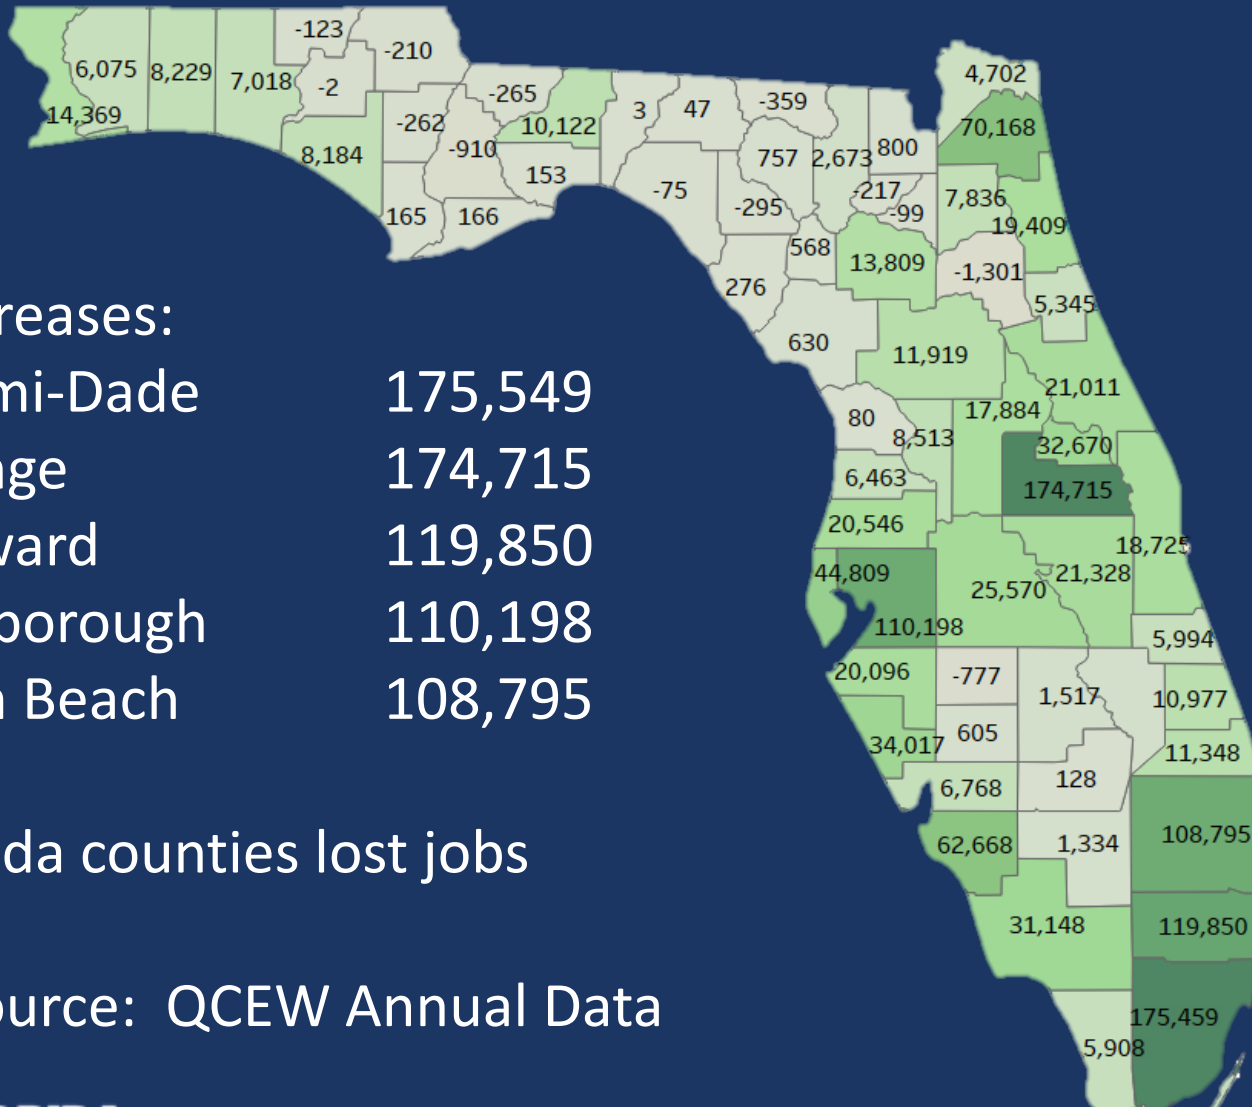 -123
-210
6,075 8,229 7,018 -2
14,369
-265
-262 10,122
-910
8,184
153
165 166
3 47 -359
757 2,673 800
-75 -295 -217
-99
4,702
70,168
7,836
19,409
568 13,809 -1,301
276 5,345
630 11,919
21,011
80 17,884
8,513 32,670
6,463 174,715
20,546 18,725
44,809 25,570 21,328
110,198 5,994
20,096 -777 1,517 10,977
34,017 605 11,348
6,768 128
62,668 1,334 108,795
31,148 119,850
175,459
5,908
reases:
mi-Dade 175,549
nge 174,715
ward 119,850
borough 110,198
Beach 108,795
da counties lost jobs
ource: QCEW Annual Data